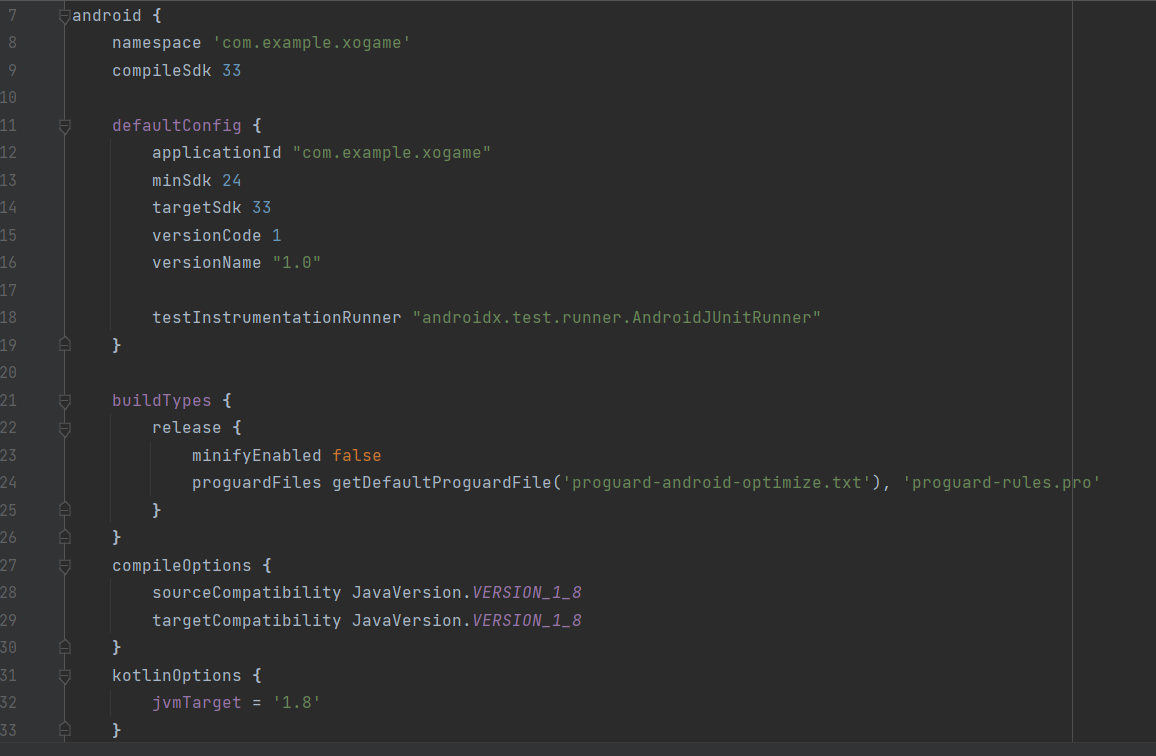 7 android {
8     namespace 'com.example.xogame'
9     compileSdk 33
10
11     defaultConfig {
12         applicationId "com.example.xogame"
13         minSdk 24
14         targetSdk 33
15         versionCode 1
16         versionName "1.0"
17
18         testInstrumentationRunner "androidx.test.runner.AndroidJUnitRunner"
19     }
20
21     buildTypes {
22         release {
23             minifyEnabled false
24             proguardFiles getDefaultProguardFile('proguard-android-optimize.txt'), 'proguard-rules.pro'
25         }
26     }
27     compileOptions {
28         sourceCompatibility JavaVersion.VERSION_1_8
29         targetCompatibility JavaVersion.VERSION_1_8
30     }
31     kotlinOptions {
32         jvmTarget = '1.8'
33     }